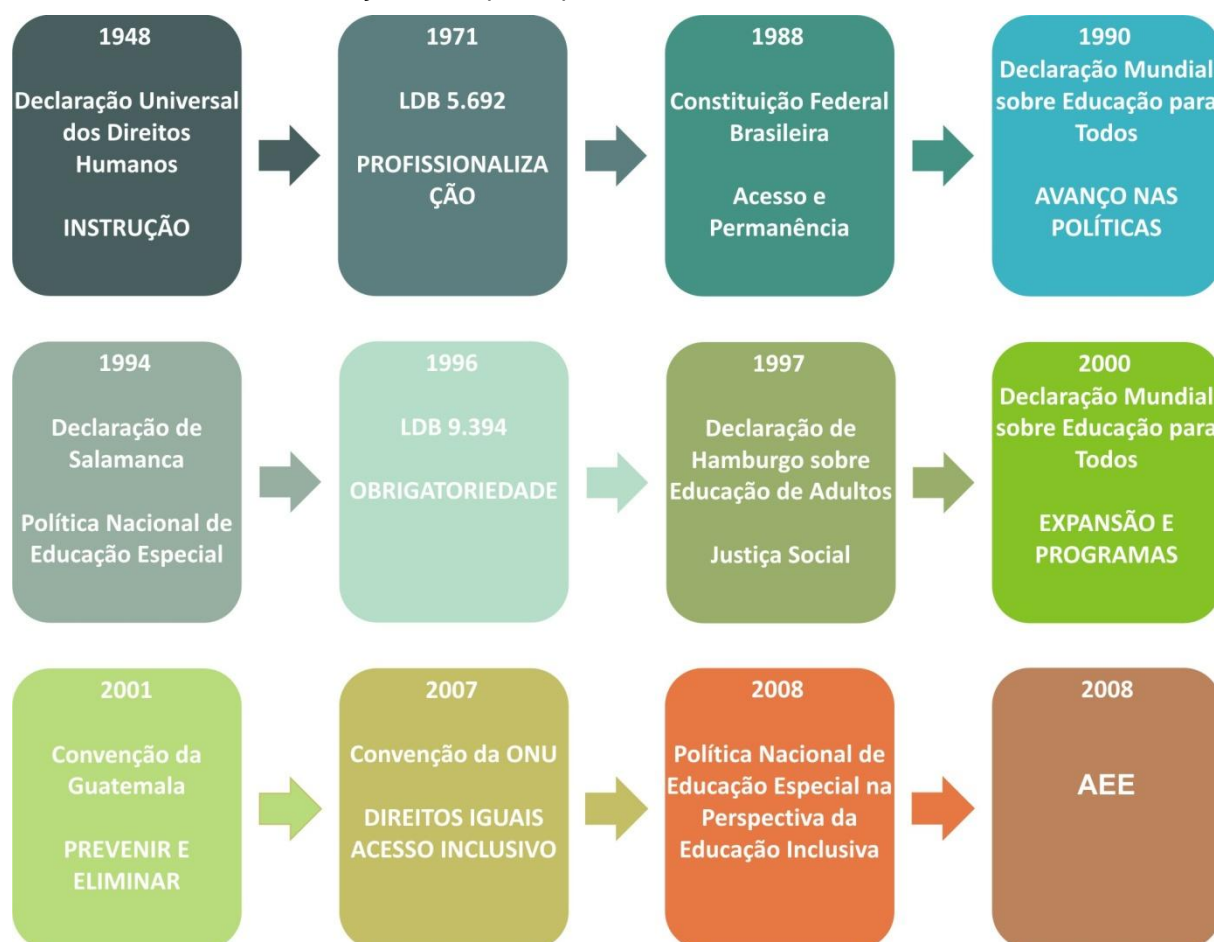 1948
Declaração Universal
dos Direitos
Humanos
INSTRUÇÃO
1971
LDB 5.692
PROFISSIONALIZA
ÇÃO
1988
Constituição Federal
Brasileira
Acesso e
Permanência
1990
Declaração Mundial
sobre Educação para
Todos
AVANÇO NAS
POLÍTICAS
1994
Declaração de
Salamanca
Política Nacional de
Educação Especial
1996
LDB 9.394
OBRIGATORIEDADE
1997
Declaração de
Hamburgo sobre
Educação de Adultos
Justiça Social
2000
Declaração Mundial
sobre Educação para
Todos
EXPANSÃO E
PROGRAMAS
2001
Convenção da
Guatemala
PREVENIR E
ELIMINAR
2007
Convenção da ONU
DIREITOS IGUAIS
ACESSO INCLUSIVO
2008
Política Nacional de
Educação Especial na
Perspectiva da
Educação Inclusiva
2008
AEE